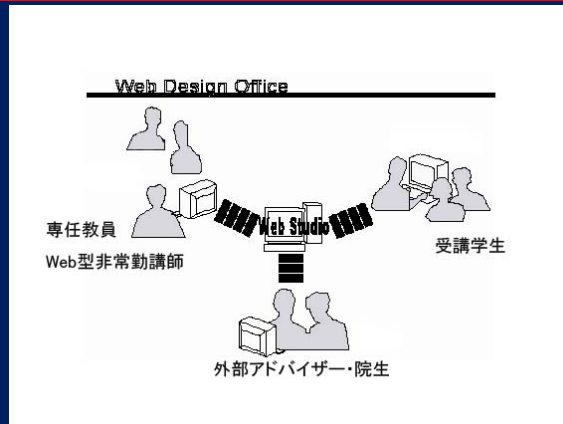 Web Design Office
Web Studio
専任教員
Web型非常勤講師
受講学生
外部アドバイザー・院生